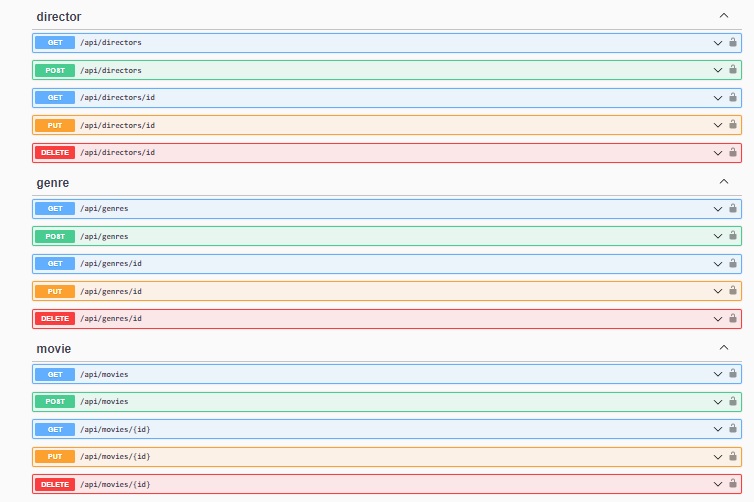 director
GET /api/directors
POST /api/directors
GET /api/directors/id
PUT /api/directors/id
DELETE /api/directors/id
genre
GET /api/genres
POST /api/genres
GET /api/genres/id
PUT /api/genres/id
DELETE /api/genres/id
movie
GET /api/movies
POST /api/movies
GET /api/movies/{id}
PUT /api/movies/{id}
DELETE /api/movies/{id}